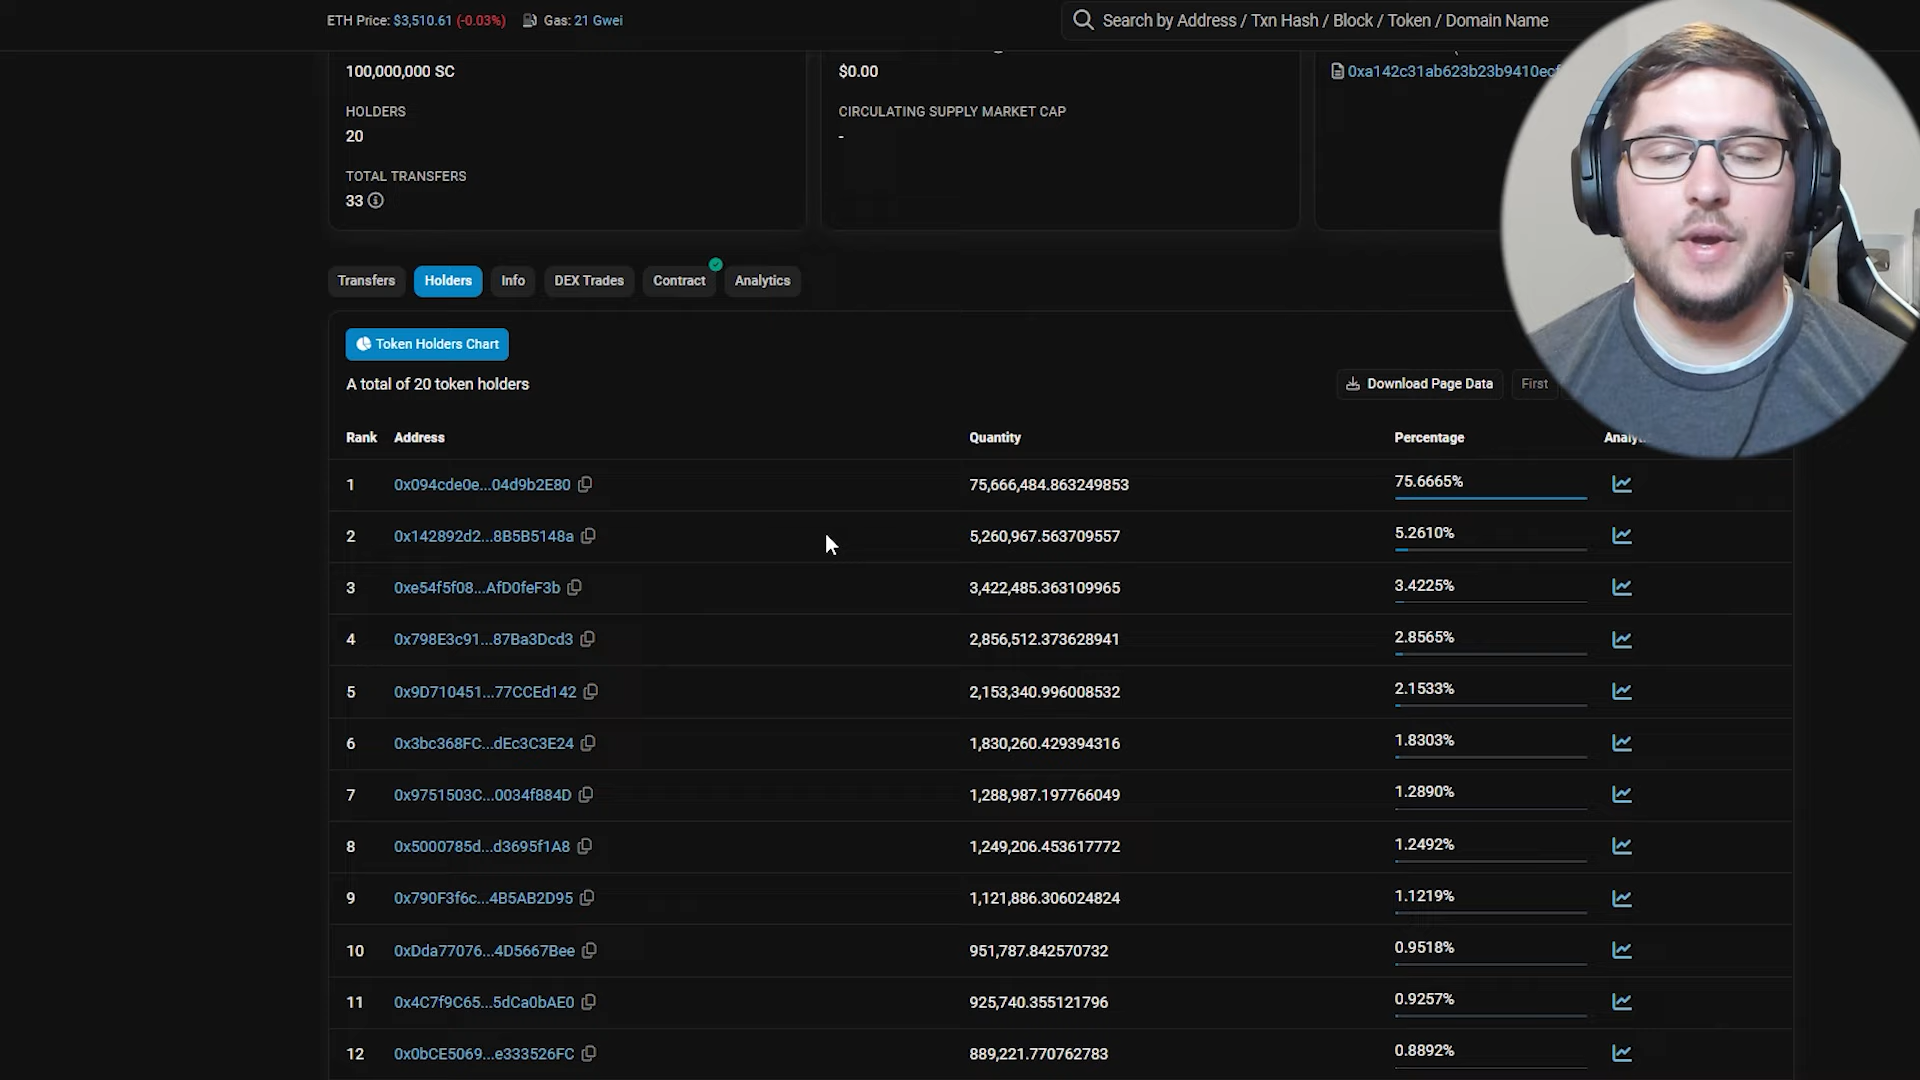 ETH Price: $3,510.61 (-0.03%) Gas: 21 Gwei
Search by Address / Txn Hash / Block / Token / Domain Name
100,000,000 SC
$0.00
0xa142c31ab623b23b9410ec
HOLDERS
CIRCULATING SUPPLY MARKET CAP
20
-
TOTAL TRANSFERS
33
Transfers Holders Info DEX Trades Contract Analytics
Token Holders Chart
A total of 20 token holders
Download Page Data First
Rank Address Quantity Percentage
1 0x094cde0e...04d9b2E80 75,666,484.863249853 75.6665%
2 0x142892d2...8B5B5148a 5,260,967.563709557 5.2610%
3 0xe54f5f08...AfD0feF3b 3,422,485.363109965 3.4225%
4 0x798E3c91...87Ba3Dcd3 2,856,512.373628941 2.8565%
5 0x9D710451...77CCEd142 2,153,340.996008532 2.1533%
6 0x3bc368FC...dEc3C3E24 1,830,260.429394316 1.8303%
7 0x9751503C...0034f884D 1,288,987.197766049 1.2890%
8 0x5000785d...d3695f1A8 1,249,206.453617772 1.2492%
9 0x790F3f6c...4B5AB2D95 1,121,886.306024824 1.1219%
10 0xDda77076...4D5667Bee 951,787.842570732 0.9518%
11 0x4C7f9C65...5dCa0bAE0 925,740.355121796 0.9257%
12 0x0bCE5069...e333526FC 889,221.770762783 0.8892%